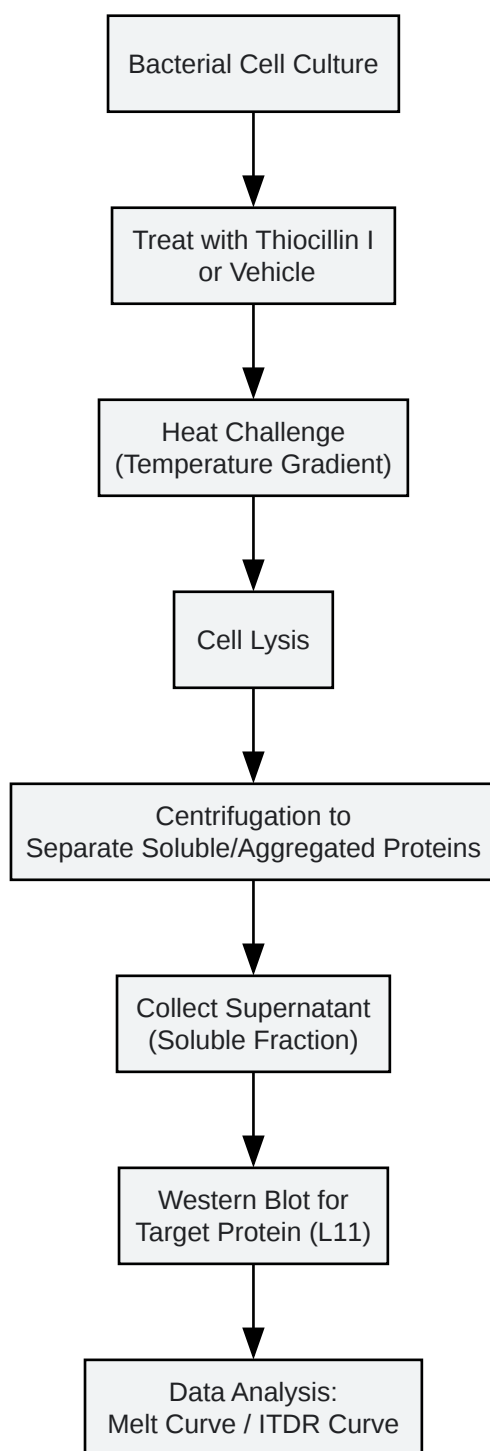 Bacterial Cell Culture
Treat with Thiocillin I
or Vehicle
Heat Challenge
(Temperature Gradient)
Cell Lysis
Centrifugation to
Separate Soluble/Aggregated Proteins
Collect Supernatant
(Soluble Fraction)
Western Blot for
Target Protein (L11)
Data Analysis:
Melt Curve / ITDR Curve